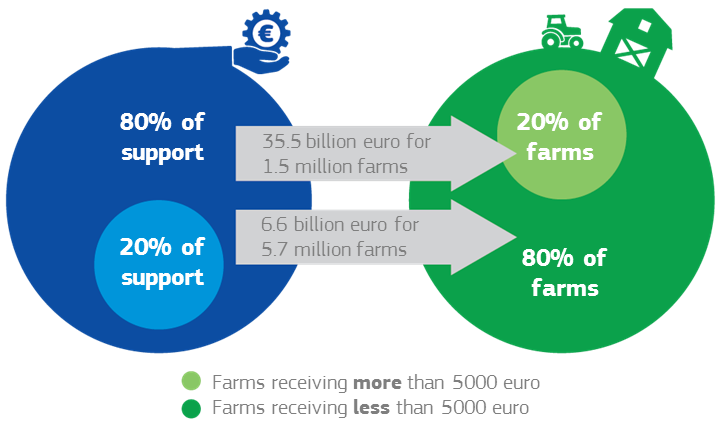 €
80% of
support
20% of
farms
35.5 billion euro for
1.5 million farms
6.6 billion euro for
5.7 million farms
20% of
support
80% of
farms
Farms receiving more than 5000 euro
Farms receiving less than 5000 euro